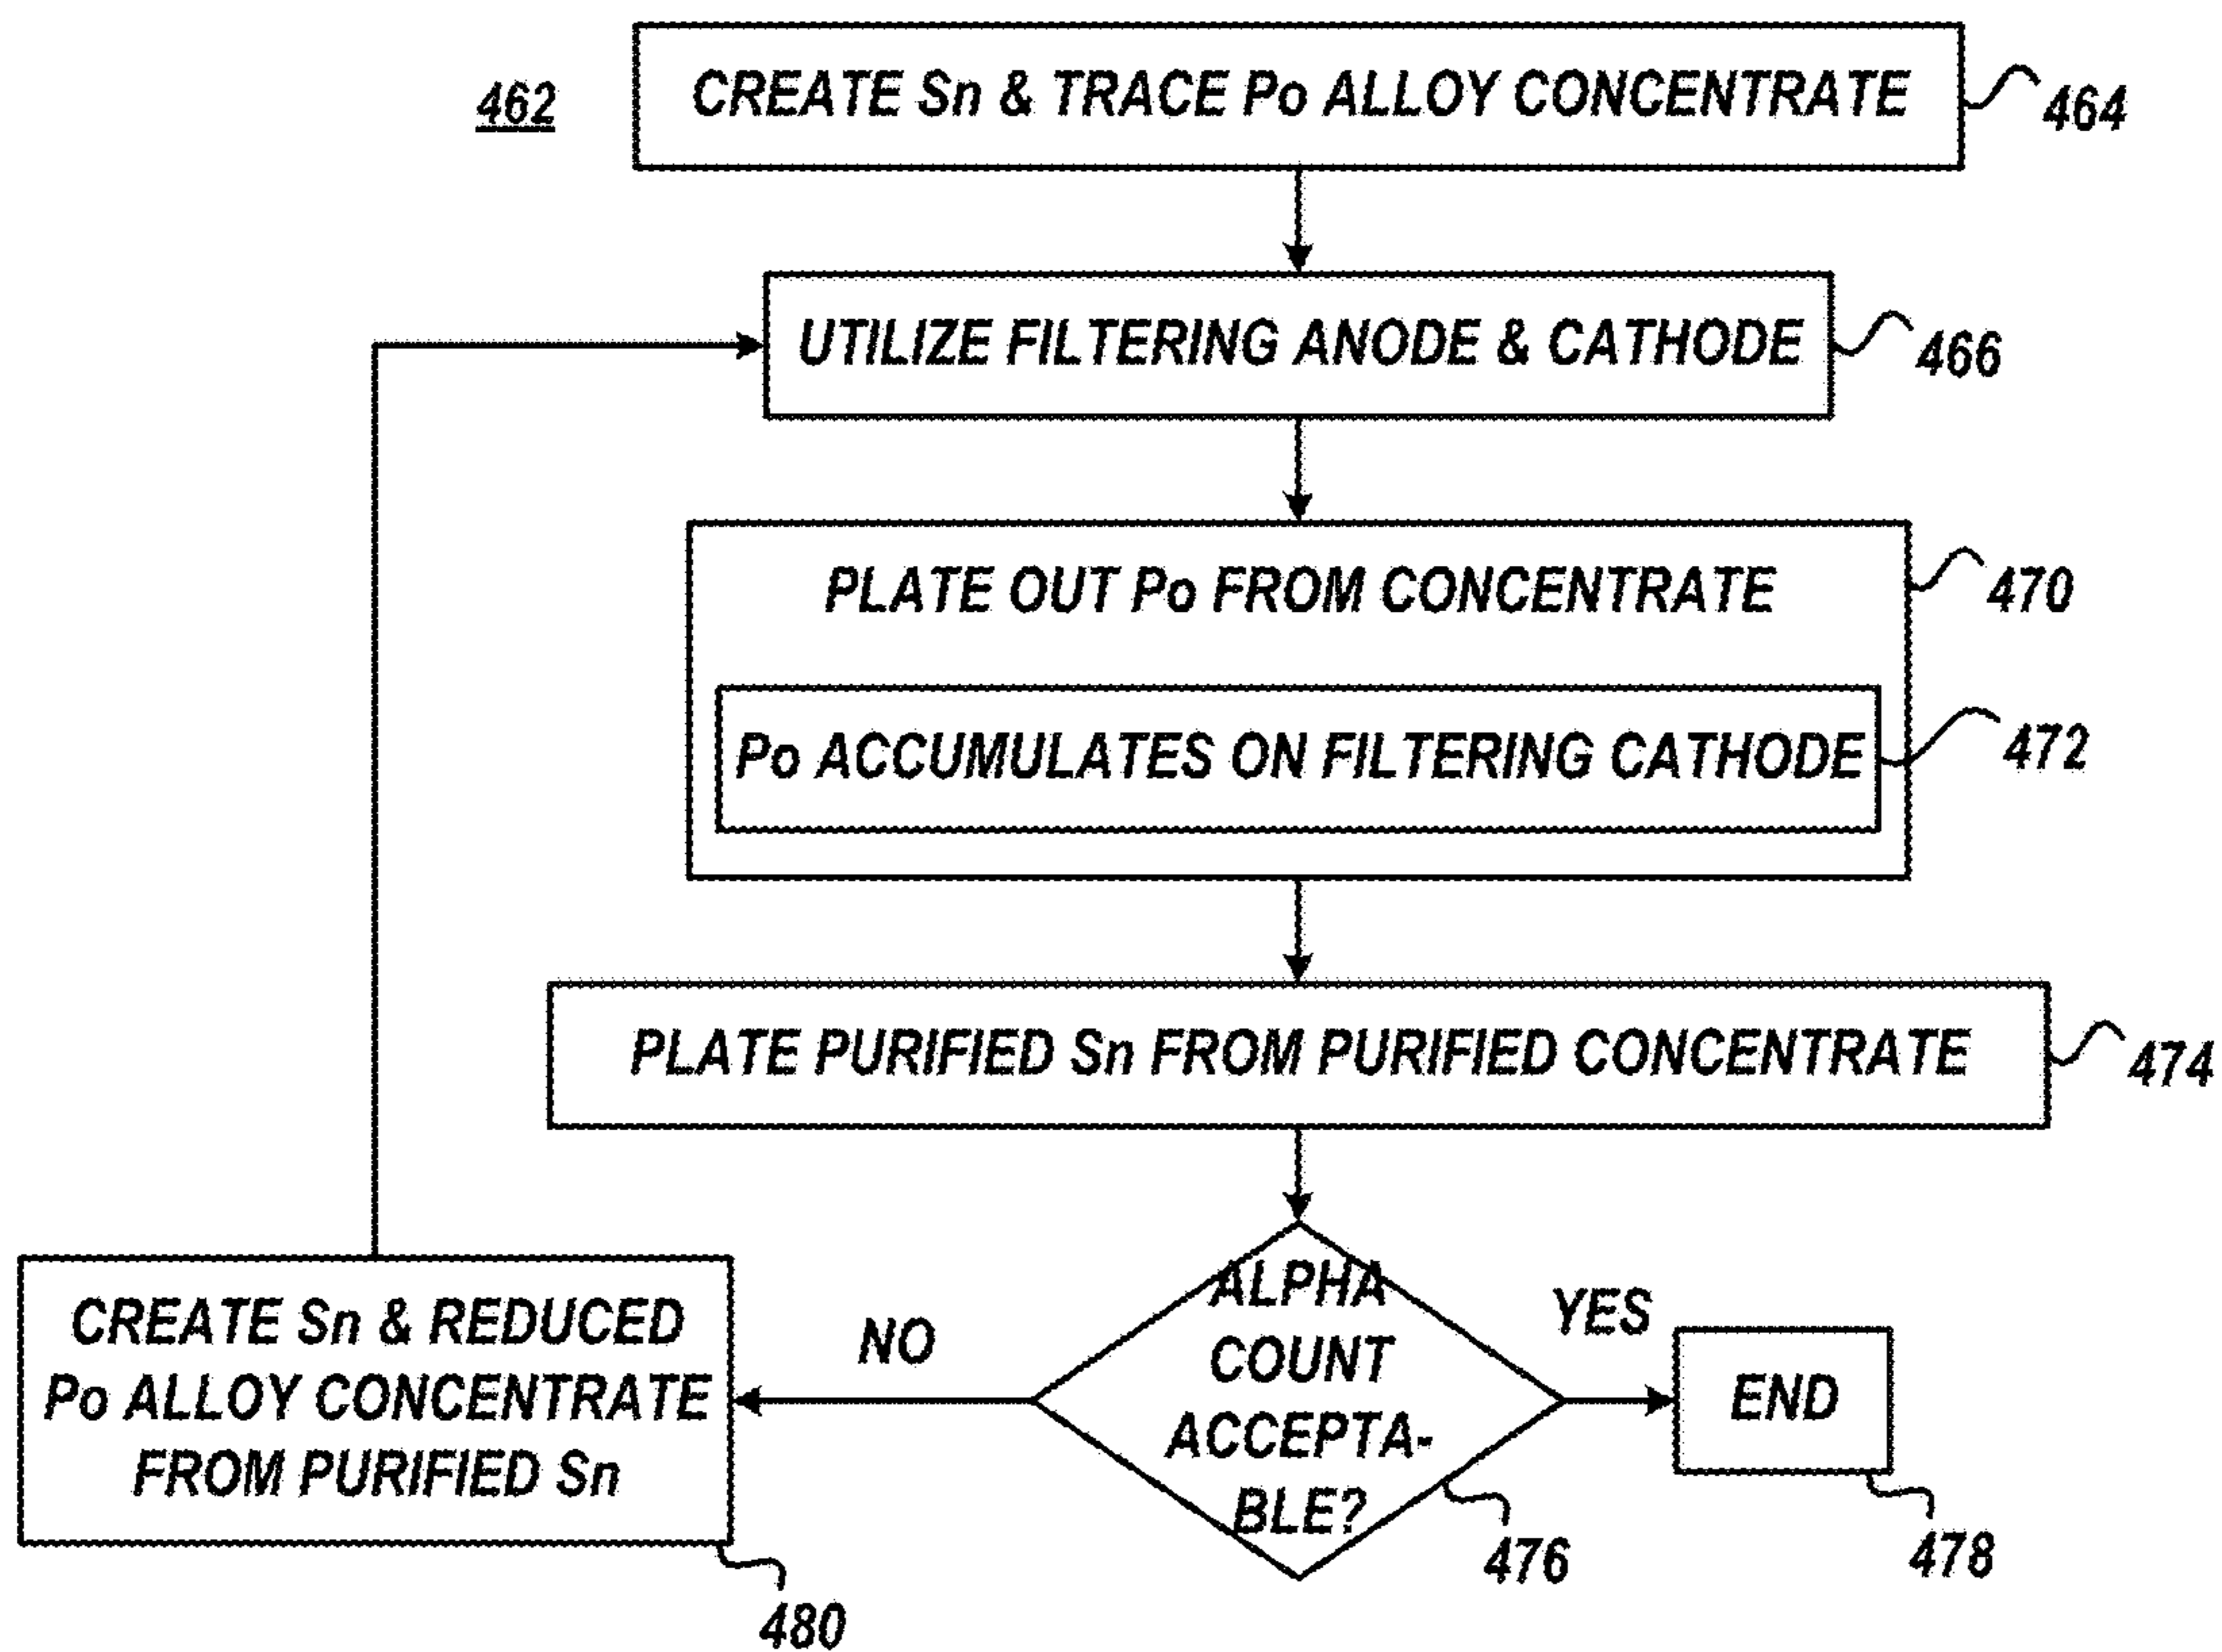 462
CREATE Sn & TRACE Po ALLOY CONCENTRATE
464
UTILIZE FILTERING ANODE & CATHODE
466
PLATE OUT Po FROM CONCENTRATE
470
Po ACCUMULATES ON FILTERING CATHODE
472
PLATE PURIFIED Sn FROM PURIFIED CONCENTRATE
474
ALPHA
COUNT
ACCEPTA-
BLE?
476
YES
END
478
NO
CREATE Sn & REDUCED
Po ALLOY CONCENTRATE
FROM PURIFIED Sn
480